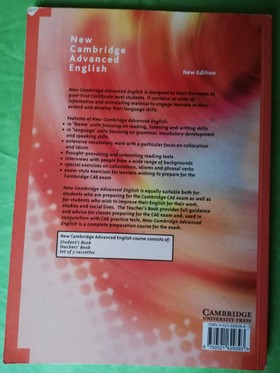 New
Cambridge
Advanced
English
New Edition
New Cambridge Advanced English is designed to meet the needs of
post-First Certificate level students. It contains 20 units of
informative and stimulating material to engage learners as they
extend and develop their language skills.
Features of New Cambridge Advanced English:
• 10 'theme' units focusing on reading, listening and writing skills
• 10 'language' units focusing on grammar, vocabulary development
and speaking skills
• extensive vocabulary work with a particular focus on collocation
and idiom
• thought-provoking and interesting reading texts
• interviews with people from a wide range of backgrounds
• special exercises on collocations, idioms and phrasal verbs
• exam-style exercises for learners wishing to prepare for the
Cambridge CAE exam
New Cambridge Advanced English is equally suitable both for
students who are preparing for the Cambridge CAE exam as well as
for students who wish to improve their English for their work,
studies and social lives. The Teacher's Book provides full guidance
and advice for classes preparing for the CAE exam and, used in
conjunction with CAE practice tests, New Cambridge Advanced
English is a complete preparation course for the exam.
New Cambridge Advanced English course consists of:
Student's Book
Teacher's Book
Set of 3 cassettes
CAMBRIDGE
UNIVERSITY PRESS